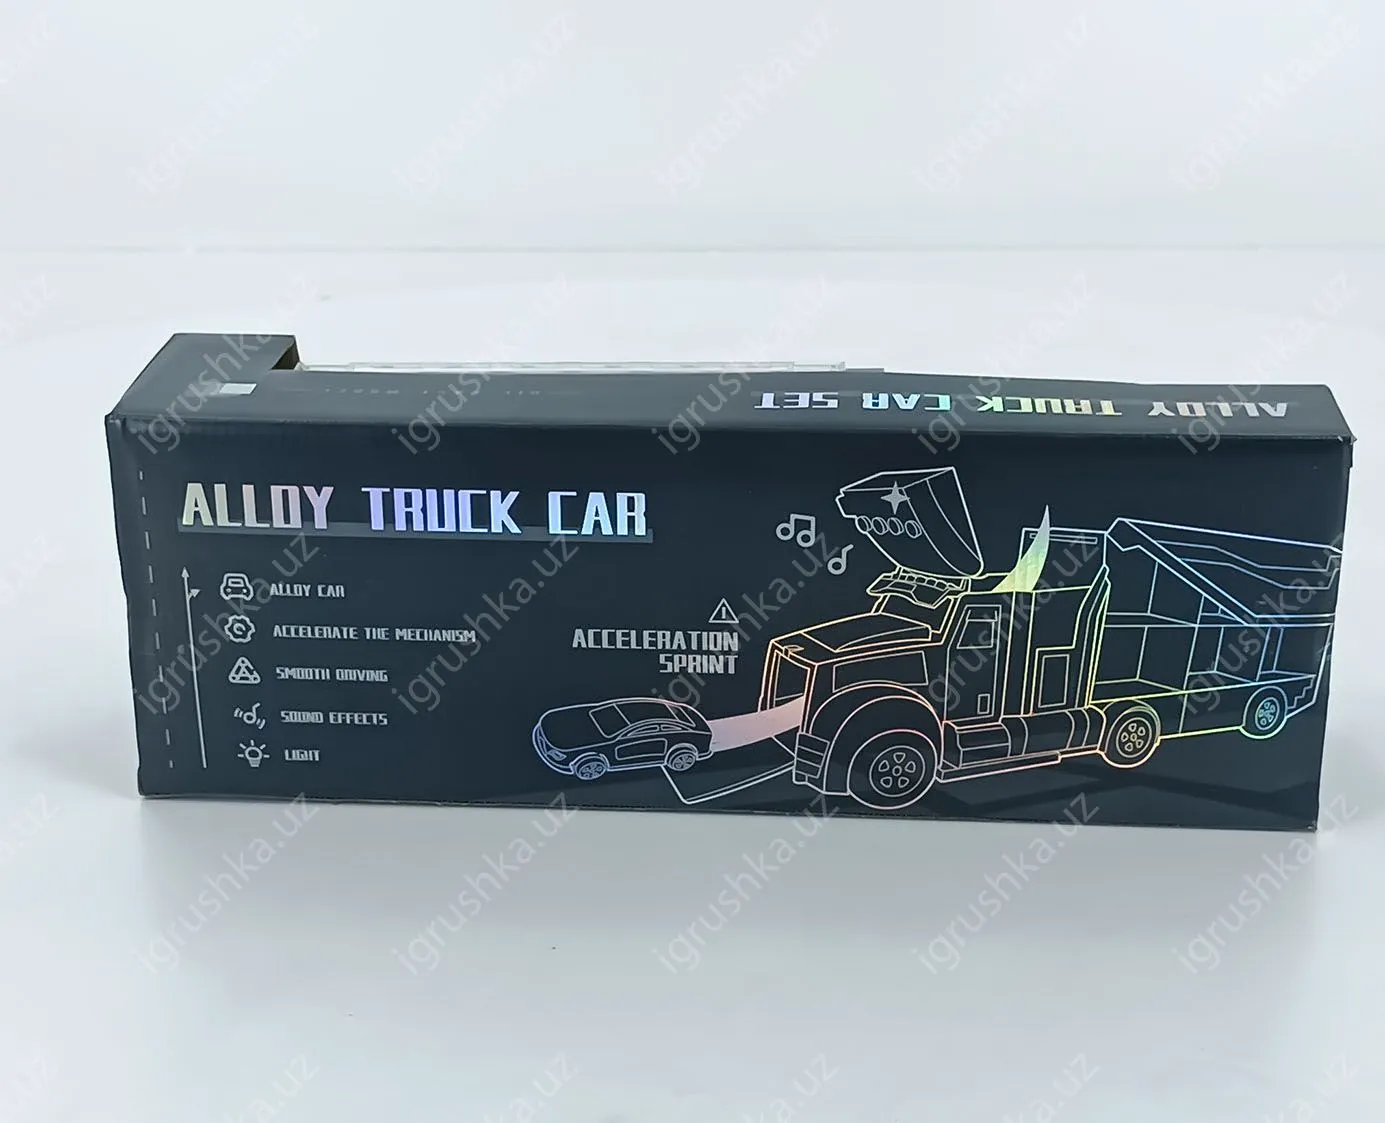 ALLOY TRUCK CAR SET
ALLOY TRUCK CAR
ALLOY CAR
ACCELERATE THE MECHANISM
SMOOTH DRIVING
SOUND EFFECTS
LIGHT
ACCELERATION
SPRINT
igrushka.uz